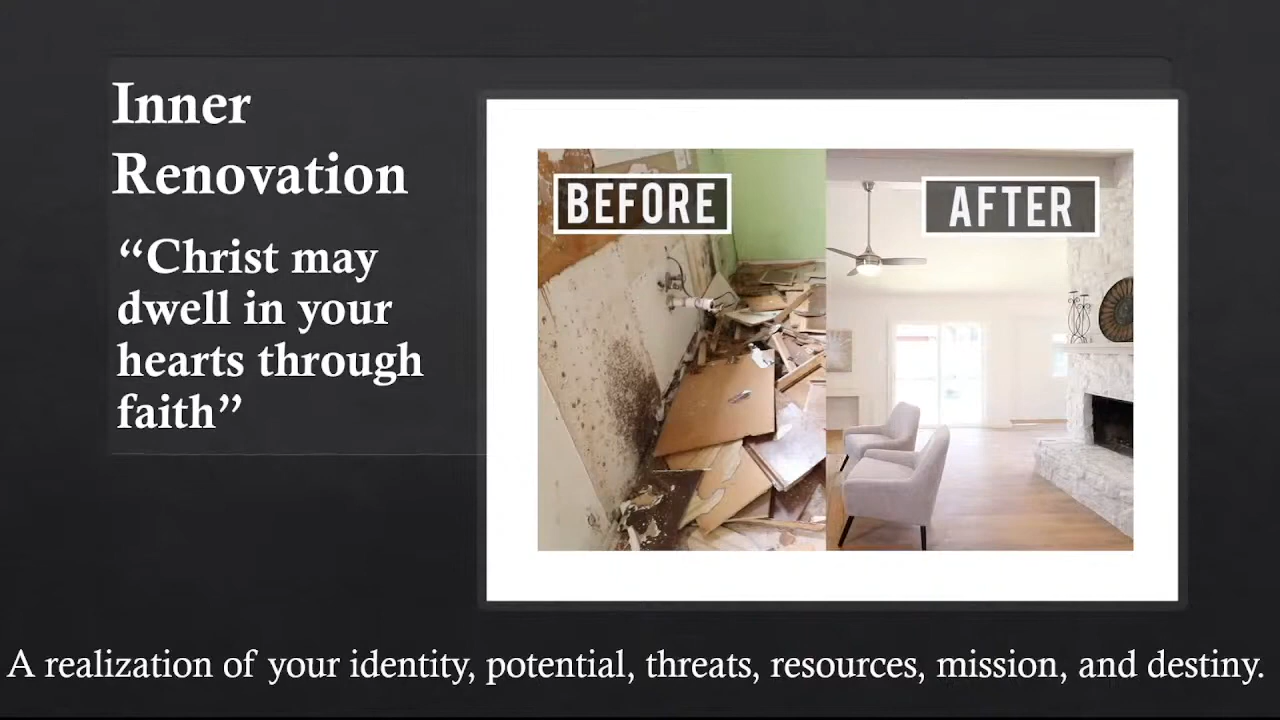 Inner
Renovation
“Christ may
dwell in your
hearts through
faith”
BEFORE
AFTER
A realization of your identity, potential, threats, resources, mission, and destiny.